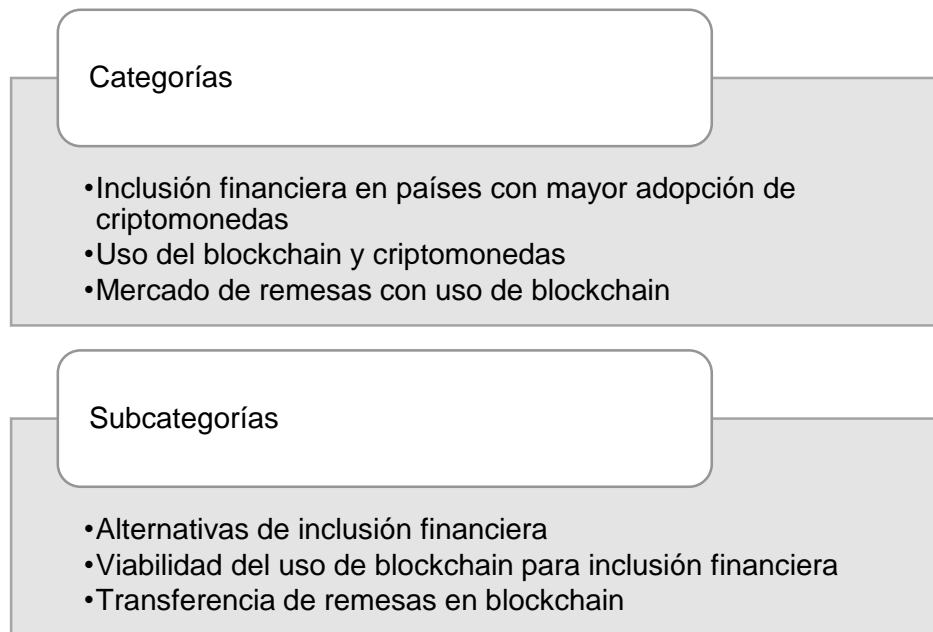 Categorías
•Inclusión financiera en países con mayor adopción de
criptomonedas
•Uso del blockchain y criptomonedas
•Mercado de remesas con uso de blockchain
Subcategorías
•Alternativas de inclusión financiera
•Viabilidad del uso de blockchain para inclusión financiera
•Transferencia de remesas en blockchain